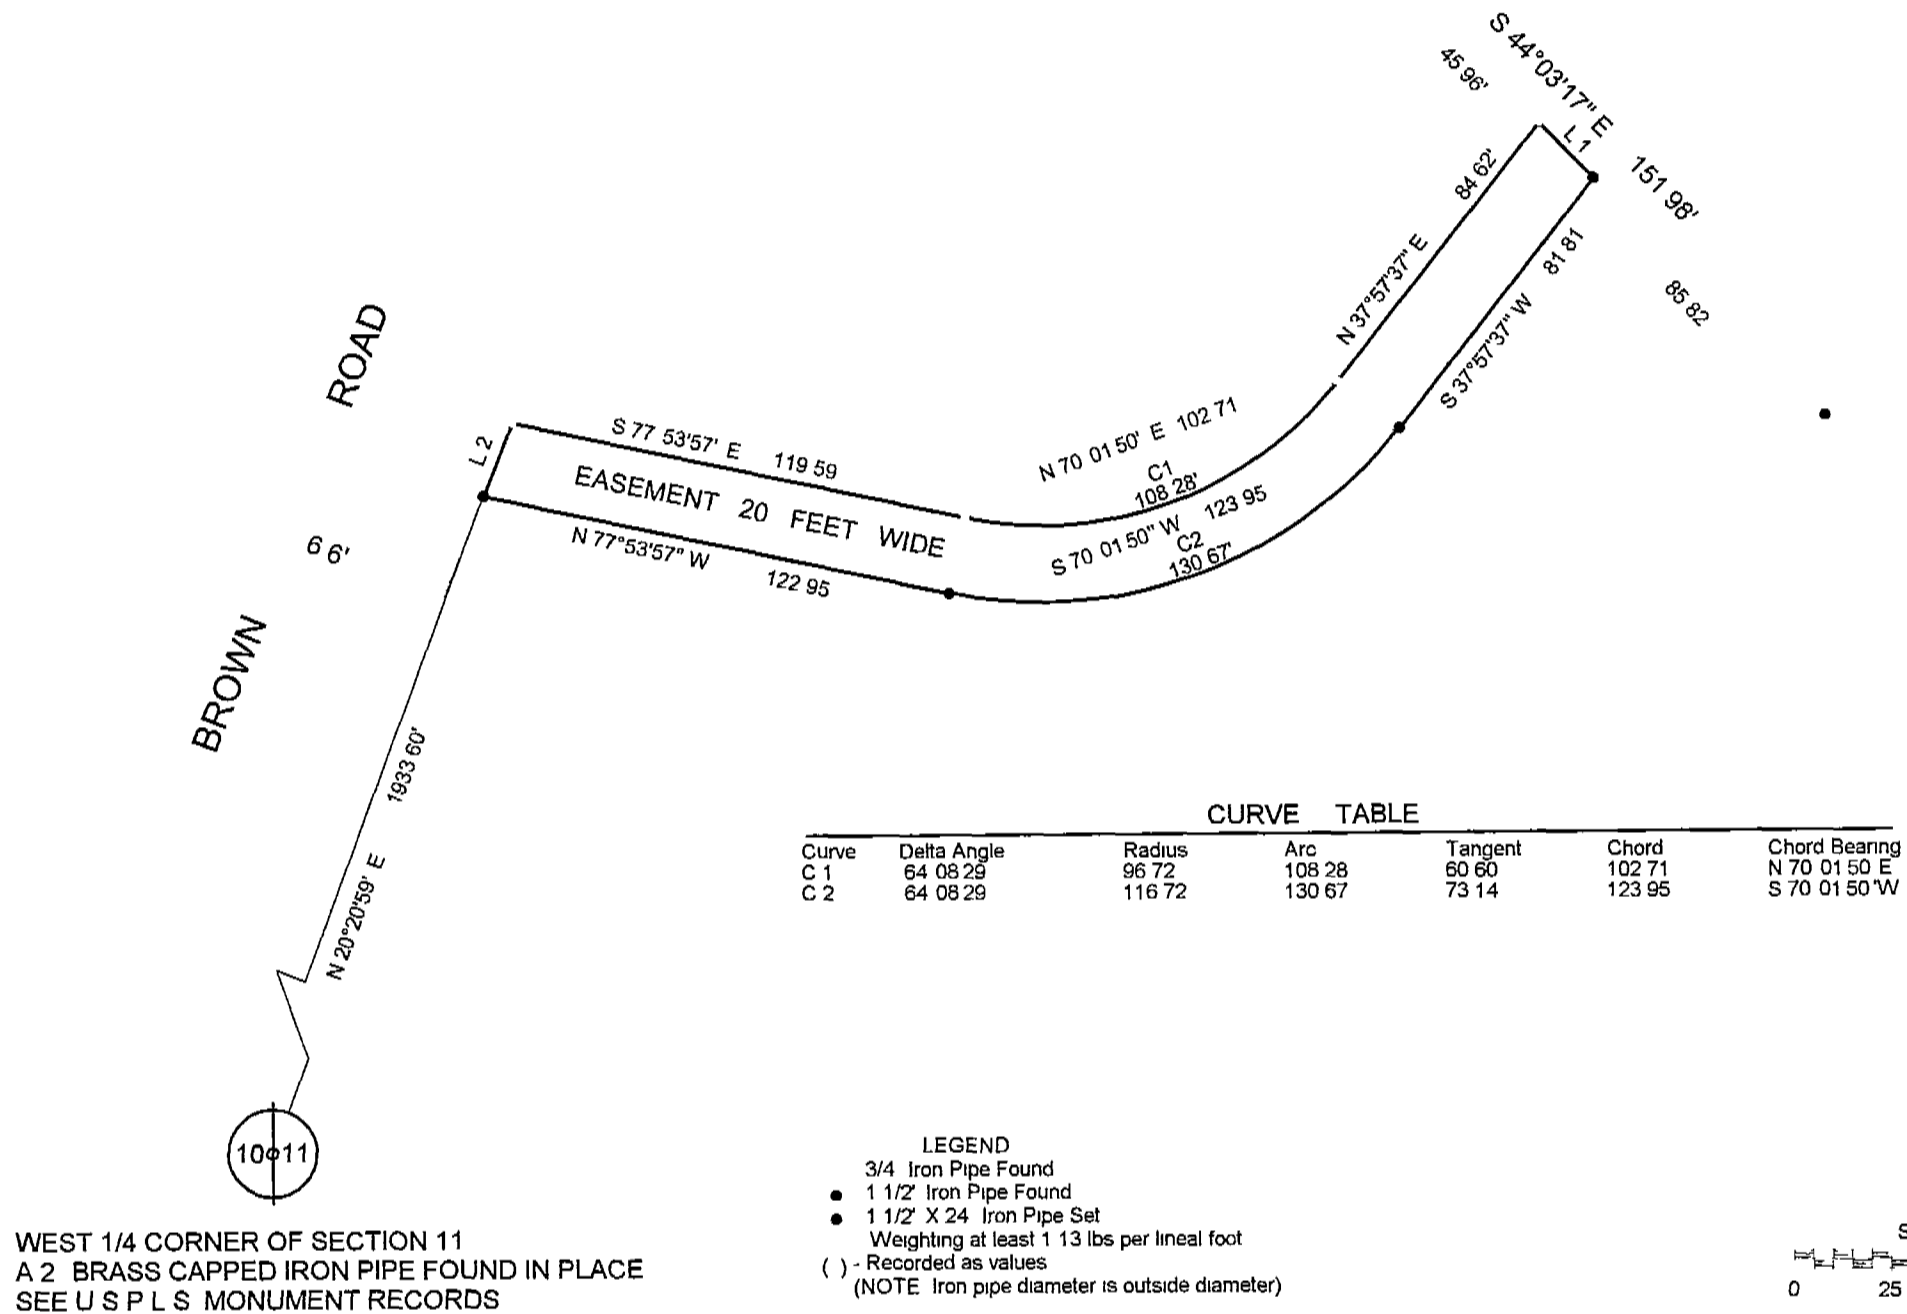 S 44°03'17" E
45 96'
L 1
151 98'
84 62'
N 37°57'37" E
81 81
S 37°57'37" W
85 82
ROAD
L 2
S 77 53'57' E 119 59
EASEMENT 20 FEET WIDE
N 77°53'57" W 122 95
N 70 01 50' E 102 71
C1
108 28'
S 70 01 50" W 123 95
C2
130 67'
6 6'
BROWN
1933 60'
N 20°20'59' E
CURVE TABLE
Curve Delta Angle Radius Arc Tangent Chord Chord Bearing
C 1 64 08 29 96 72 108 28 60 60 102 71 N 70 01 50 E
C 2 64 08 29 116 72 130 67 73 14 123 95 S 70 01 50 'W
10 11
LEGEND
3/4 Iron Pipe Found
1 1/2' Iron Pipe Found
1 1/2' X 24 Iron Pipe Set
Weighting at least 1 13 lbs per lineal foot
( ) - Recorded as values
(NOTE Iron pipe diameter is outside diameter)
WEST 1/4 CORNER OF SECTION 11
A 2 BRASS CAPPED IRON PIPE FOUND IN PLACE
SEE U S P L S MONUMENT RECORDS
S
0 25